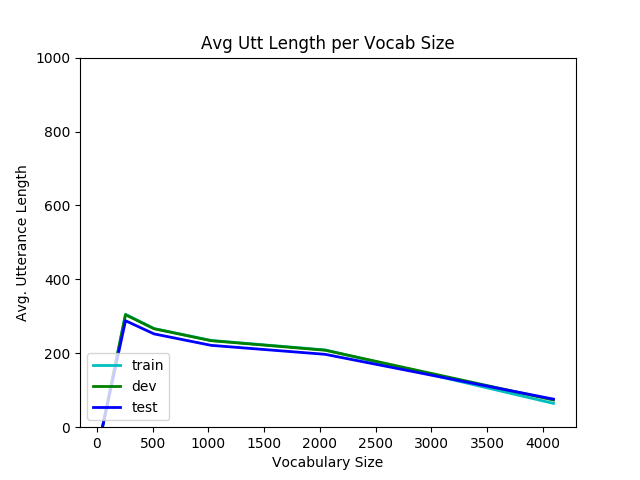 Avg Utt Length per Vocab Size
Avg. Utterance Length
1000
800
600
400
200
0
train
dev
test
0 500 1000 1500 2000 2500 3000 3500 4000
Vocabulary Size